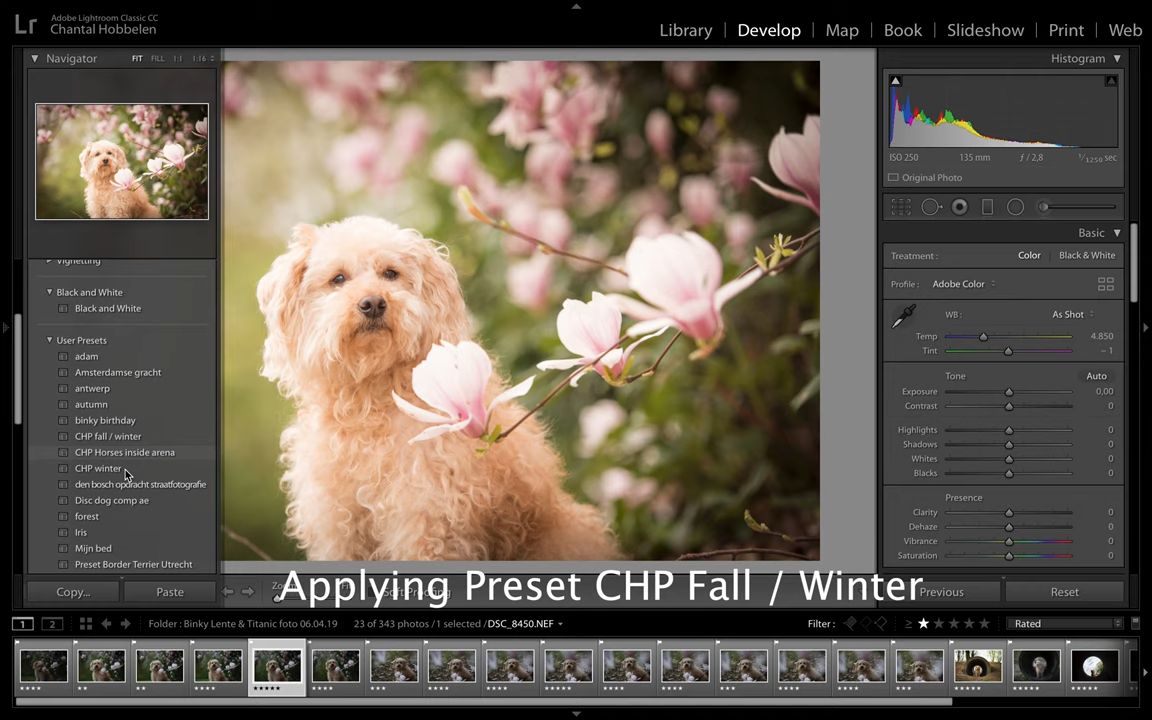 Lr
Adobe Lightroom Classic CC
Chantal Hobbelen
Library | Develop | Map | Book | Slideshow | Print | Web
Navigator FIT FILL 1:1 1:16
Vignetting
Black and White
Black and White
User Presets
adam
Amsterdamse gracht
antwerp
autumn
binky birthday
CHP fall / winter
CHP Horses inside arena
CHP winter
den bosch opdracht straatfotografie
Disc dog comp ae
forest
Iris
Mijn bed
Preset Border Terrier Utrecht
Copy... Paste
Applying Preset CHP Fall / Winter
Histogram
ISO 250 135 mm ƒ / 2,8 1/1250 sec
Original Photo
Basic
Treatment : Color Black & White
Profile : Adobe Color
WB : As Shot
Temp 4.850
Tint – 1
Tone Auto
Exposure 0,00
Contrast 0
Highlights 0
Shadows 0
Whites 0
Blacks 0
Presence
Clarity 0
Dehaze 0
Vibrance 0
Saturation 0
Previous Reset
1 2 Folder : Binky Lente & Titanic foto 06.04.19 23 of 343 photos / 1 selected / DSC_8450.NEF Filter : Rated